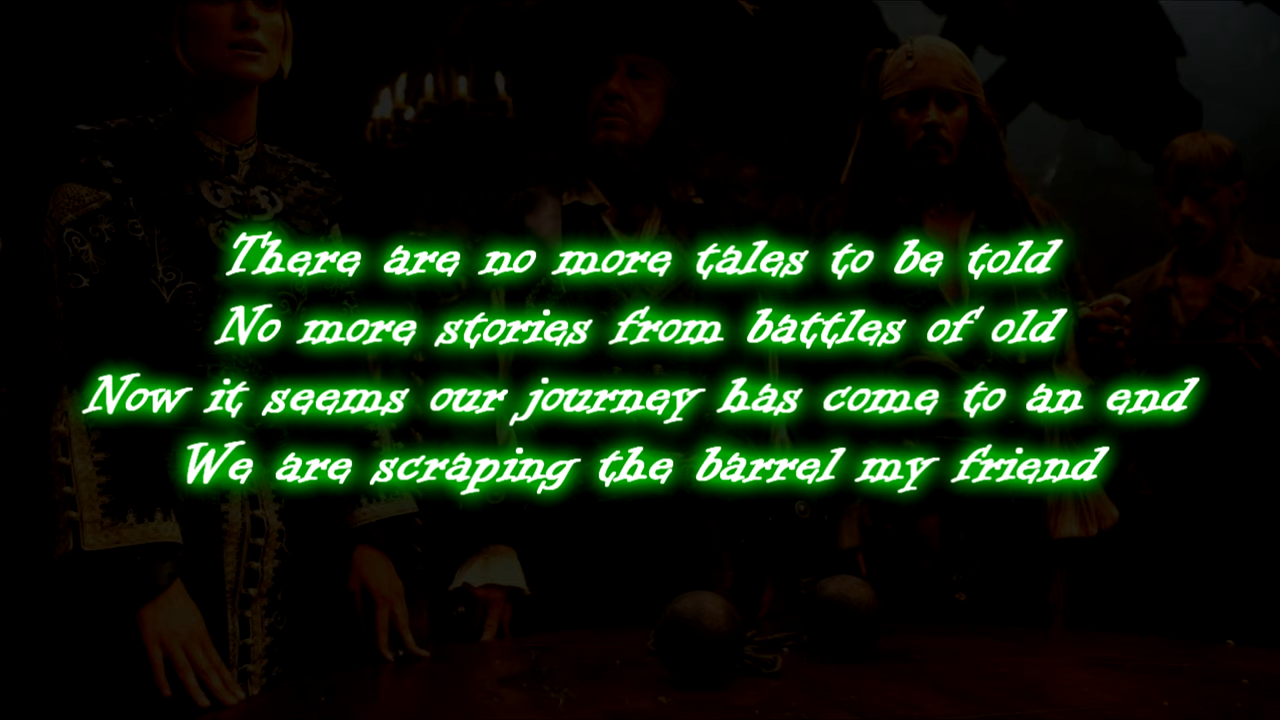 There are no more tales to be told
No more stories from battles of old
Now it seems our journey has come to an end
We are scraping the barrel my friend